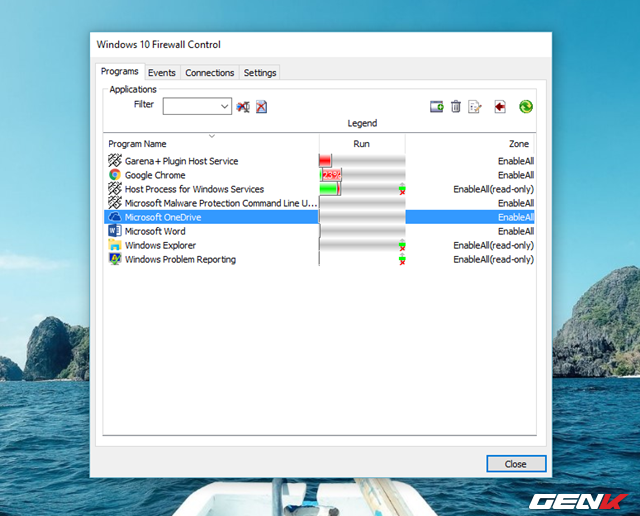 Windows 10 Firewall Control
Programs Events Connections Settings
Applications
Filter
Legend
Program Name Run Zone
Garena+ Plugin Host Service EnableAll
Google Chrome 239 EnableAll
Host Process for Windows Services EnableAll(read-only)
Microsoft Malware Protection Command Line U... EnableAll
Microsoft OneDrive EnableAll
Microsoft Word EnableAll
Windows Explorer EnableAll(read-only)
Windows Problem Reporting EnableAll(read-only)
Close
GENK